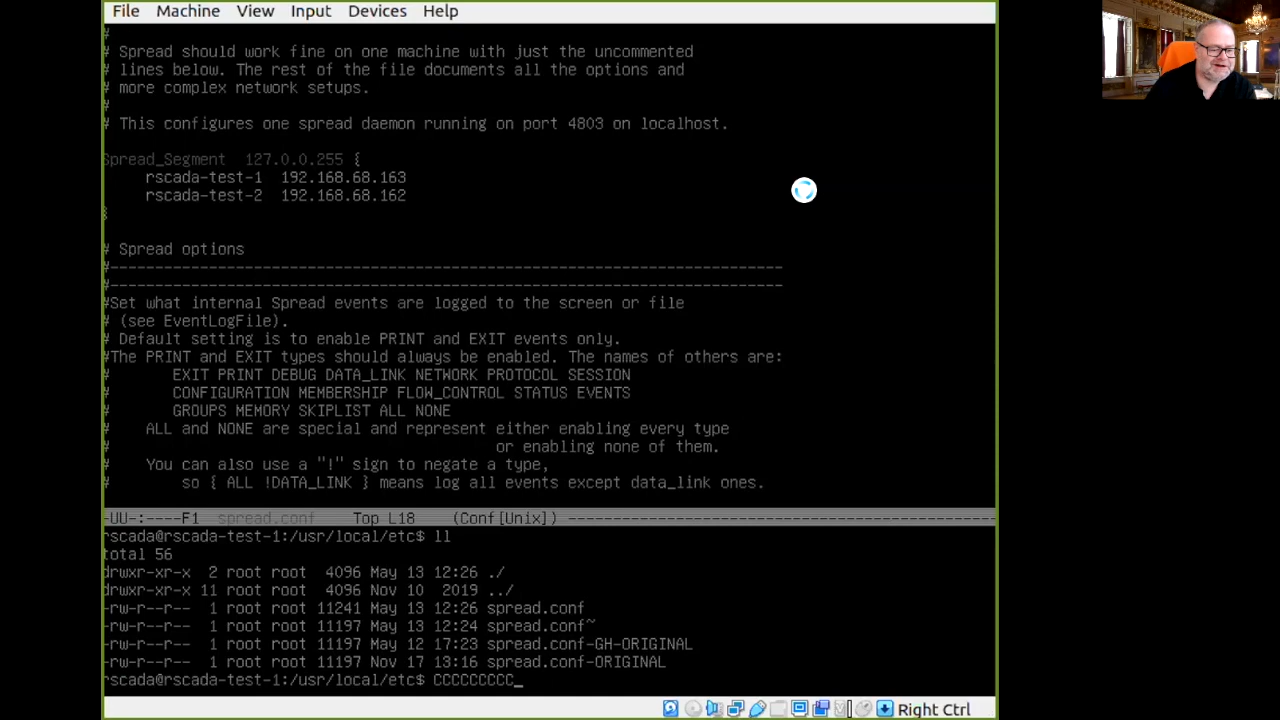 File Machine View Input Devices Help
#
# Spread should work fine on one machine with just the uncommented
# lines below. The rest of the file documents all the options and
# more complex network setups.
#
# This configures one spread daemon running on port 4803 on localhost.
Spread_Segment 127.0.0.255 {
rscada-test-1 192.168.68.163
rscada-test-2 192.168.68.162
}
# Spread options
#---------------------------------------------------------------------------
#---------------------------------------------------------------------------
#Set what internal Spread events are logged to the screen or file
# (see EventLogFile).
# Default setting is to enable PRINT and EXIT events only.
#The PRINT and EXIT types should always be enabled. The names of others are:
# EXIT PRINT DEBUG DATA_LINK NETWORK PROTOCOL SESSION
# CONFIGURATION MEMBERSHIP FLOW_CONTROL STATUS EVENTS
# GROUPS MEMORY SKIPLIST ALL NONE
# ALL and NONE are special and represent either enabling every type
# or enabling none of them.
# You can also use a "!" sign to negate a type,
# so { ALL !DATA_LINK } means log all events except data_link ones.
-UU-:----F1 spread.conf Top L18 (Conf[Unix]) ------------------------------------------------
rscada@rscada-test-1:/usr/local/etc$ ll
total 56
drwxr-xr-x 2 root root 4096 May 13 12:26 ./
drwxr-xr-x 11 root root 4096 Nov 10 2019 ../
-rw-r--r-- 1 root root 11241 May 13 12:26 spread.conf
-rw-r--r-- 1 root root 11197 May 13 12:24 spread.conf~
-rw-r--r-- 1 root root 11197 May 12 17:23 spread.conf-GH-ORIGINAL
-rw-r--r-- 1 root root 11197 Nov 17 13:16 spread.conf-ORIGINAL
rscada@rscada-test-1:/usr/local/etc$ CCCCCCCCC_
Right Ctrl